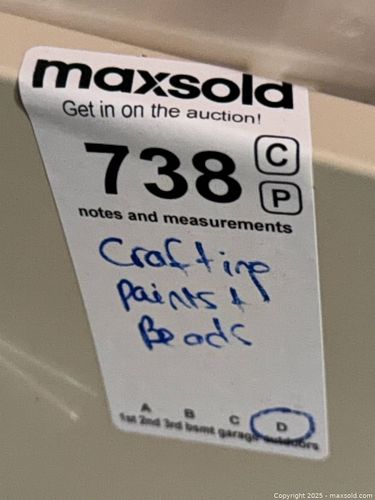 maxsold
Get in on the auction!
738
C
P
notes and measurements
Crafting
paints +
Beads
A B C D
1st 2nd 3rd bsmt garage outdoors
Copyright 2025 - maxsold.com